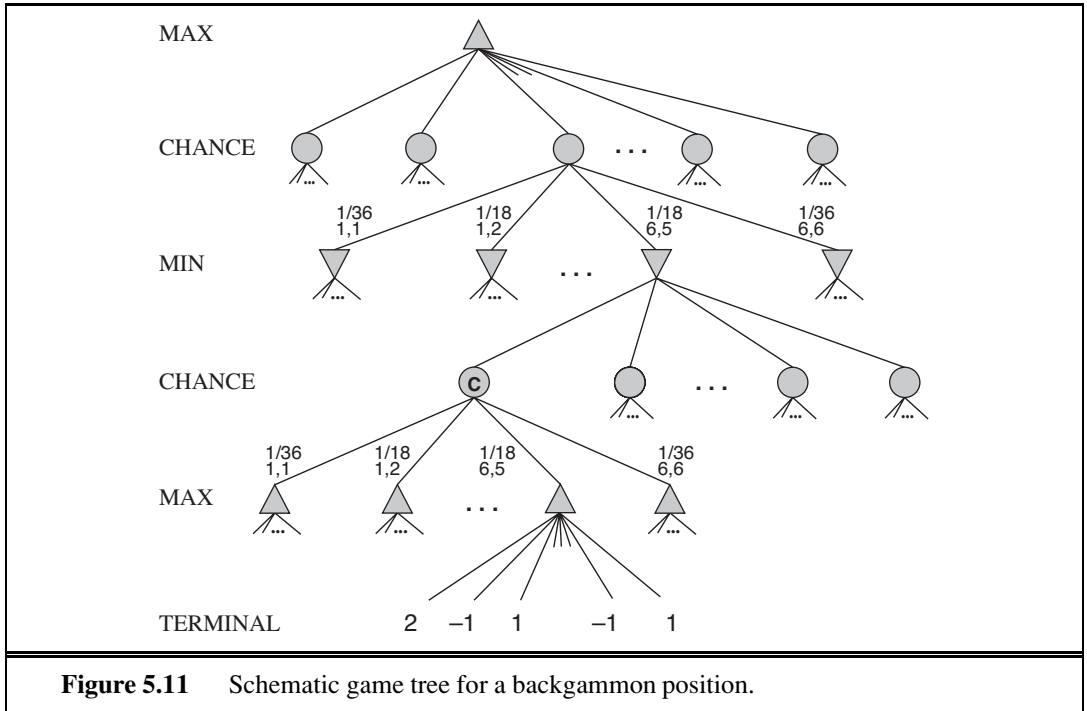 MAX
CHANCE
. . .
... ... ... ...
1/36 1/18 1/18 1/36
1,1 1,2 6,5 6,6
MIN
. . .
... ... ...
CHANCE
C
. . .
... ... ...
1/36 1/18 1/18 1/36
1,1 1,2 6,5 6,6
MAX
. . .
... ... ...
TERMINAL 2 –1 1 –1 1
Figure 5.11 Schematic game tree for a backgammon position.